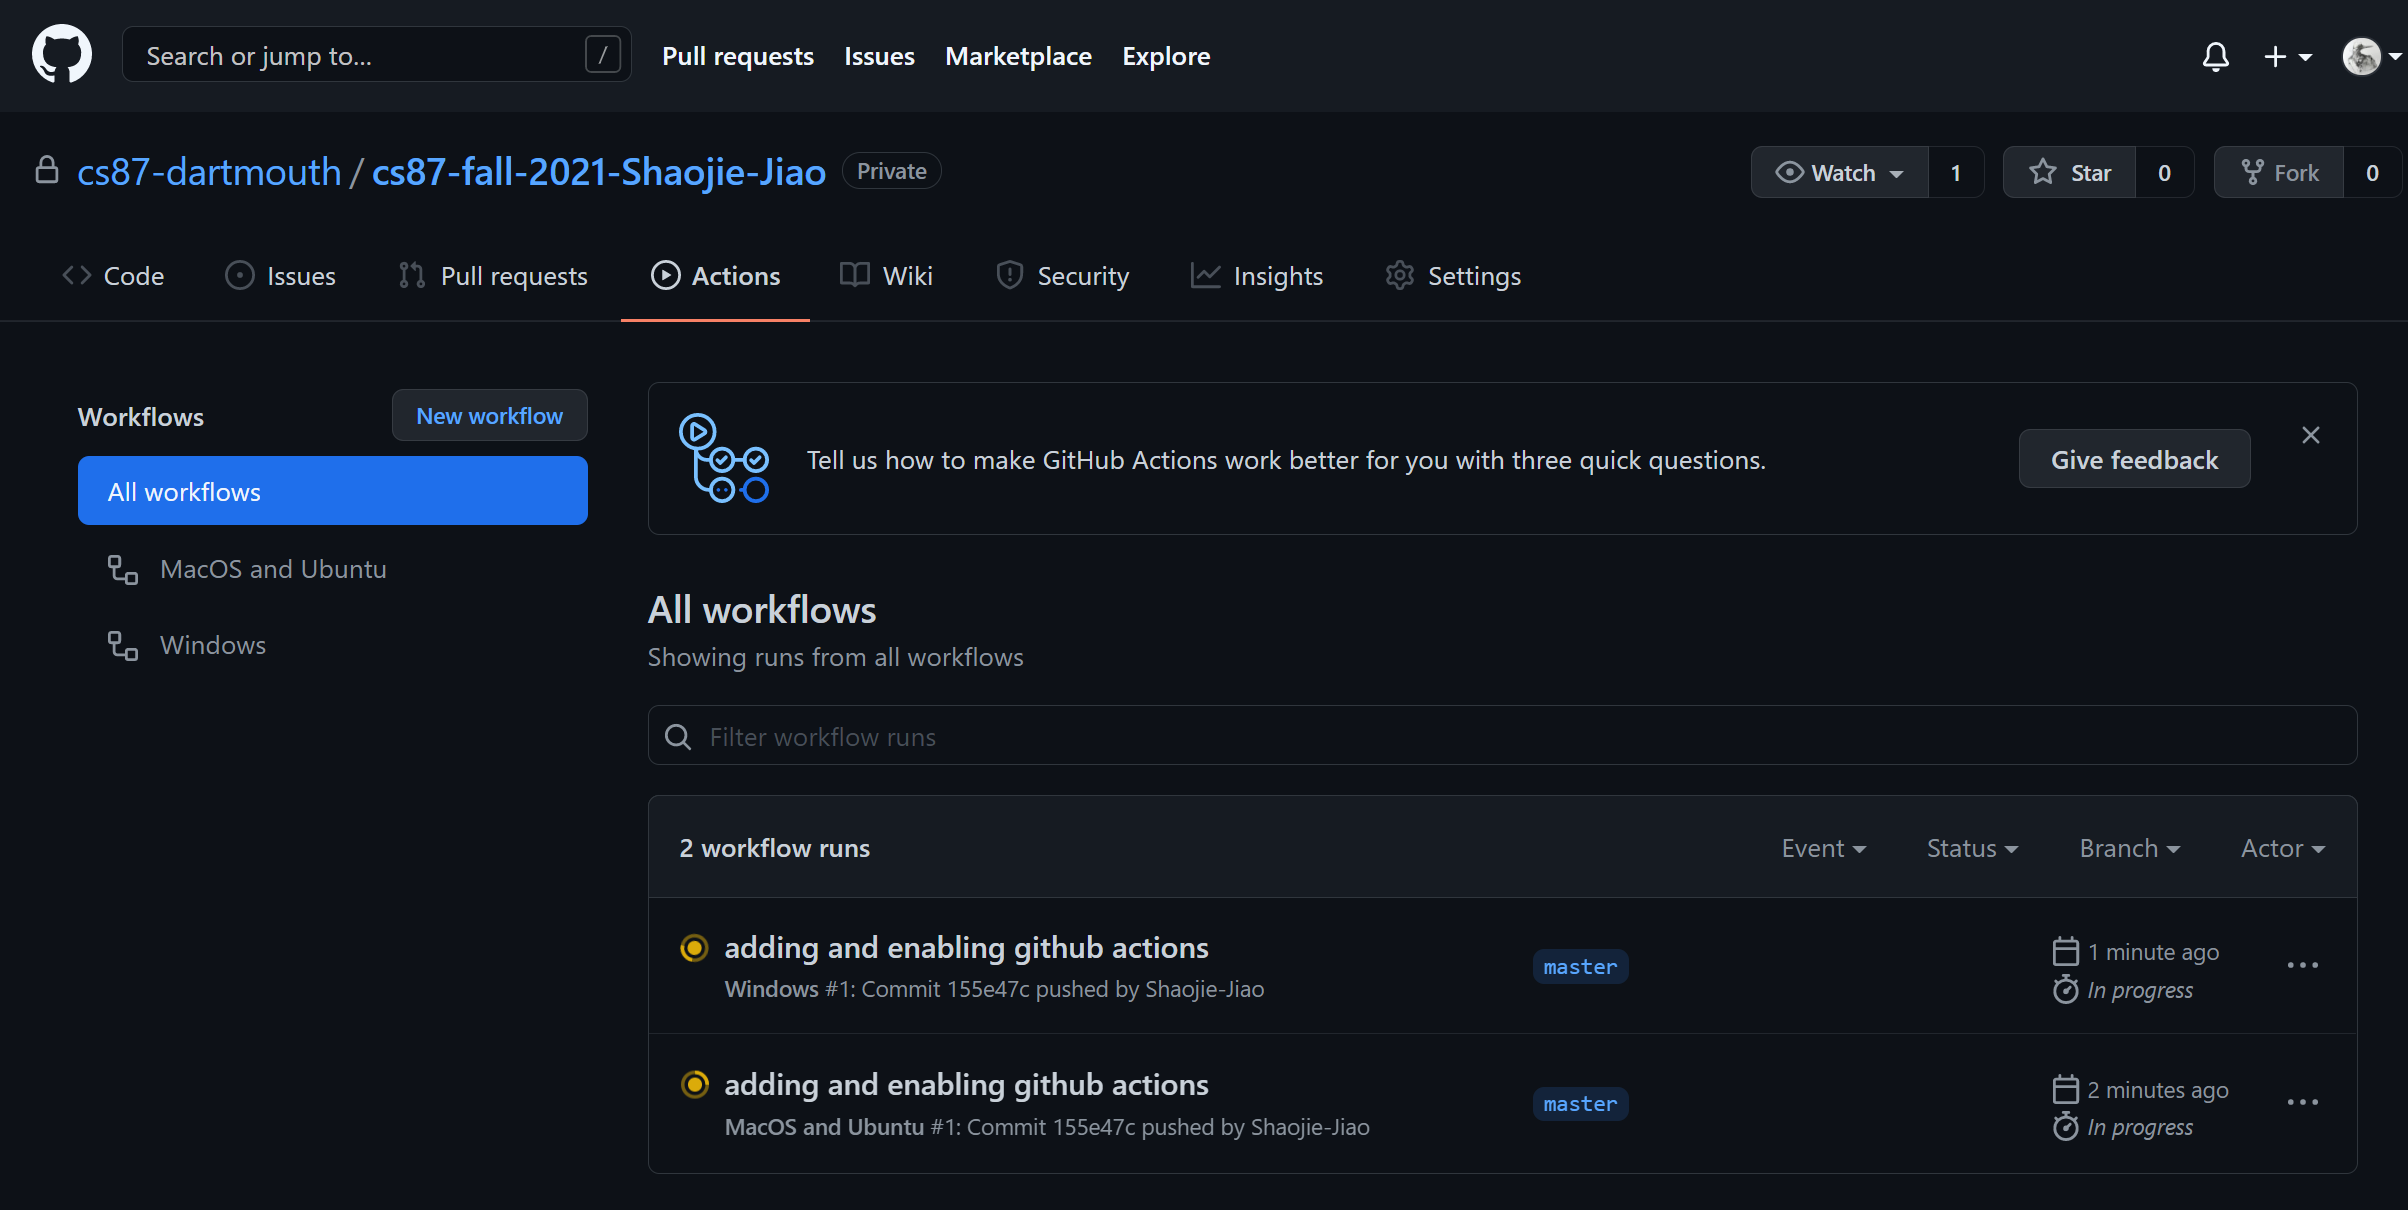 Search or jump to... /
Pull requests Issues Marketplace Explore
cs87-dartmouth / cs87-fall-2021-Shaojie-Jiao Private
Watch 1 Star 0 Fork 0
Code Issues Pull requests Actions Wiki Security Insights Settings
Workflows New workflow
All workflows
MacOS and Ubuntu
Windows
Tell us how to make GitHub Actions work better for you with three quick questions.
Give feedback
All workflows
Showing runs from all workflows
Filter workflow runs
2 workflow runs Event Status Branch Actor
adding and enabling github actions
Windows #1: Commit 155e47c pushed by Shaojie-Jiao
master
1 minute ago
In progress
adding and enabling github actions
MacOS and Ubuntu #1: Commit 155e47c pushed by Shaojie-Jiao
master
2 minutes ago
In progress